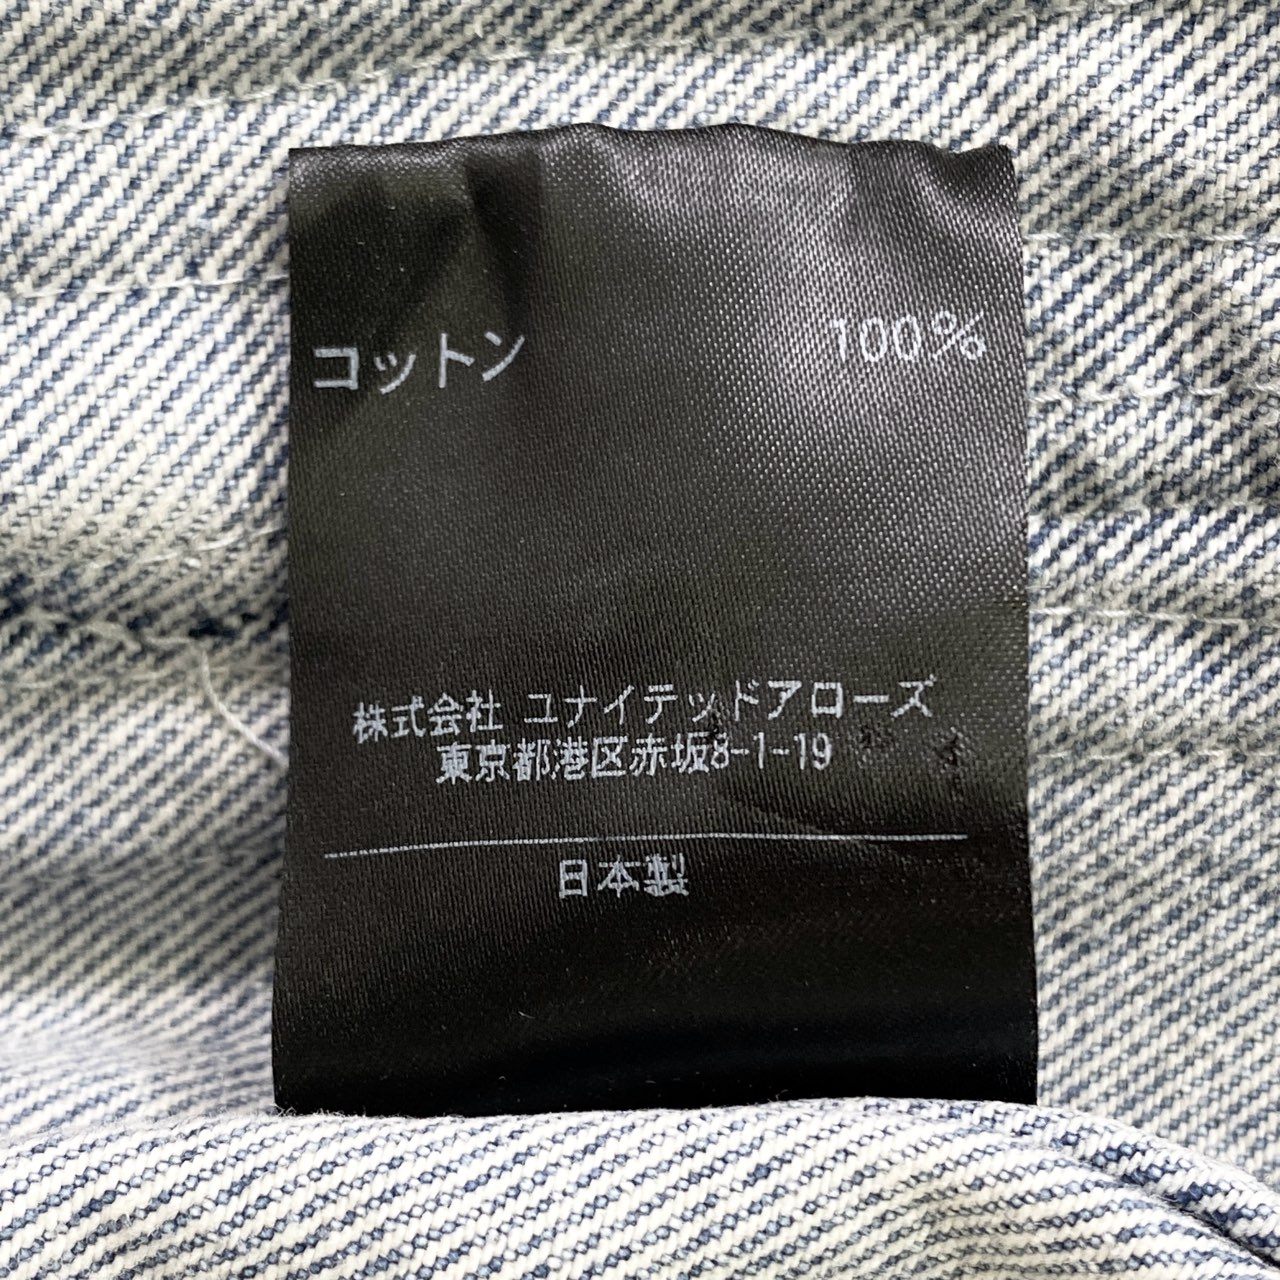 コットン 100%
株式会社 ユナイテッドアローズ
東京都港区赤坂8-1-19
日本製